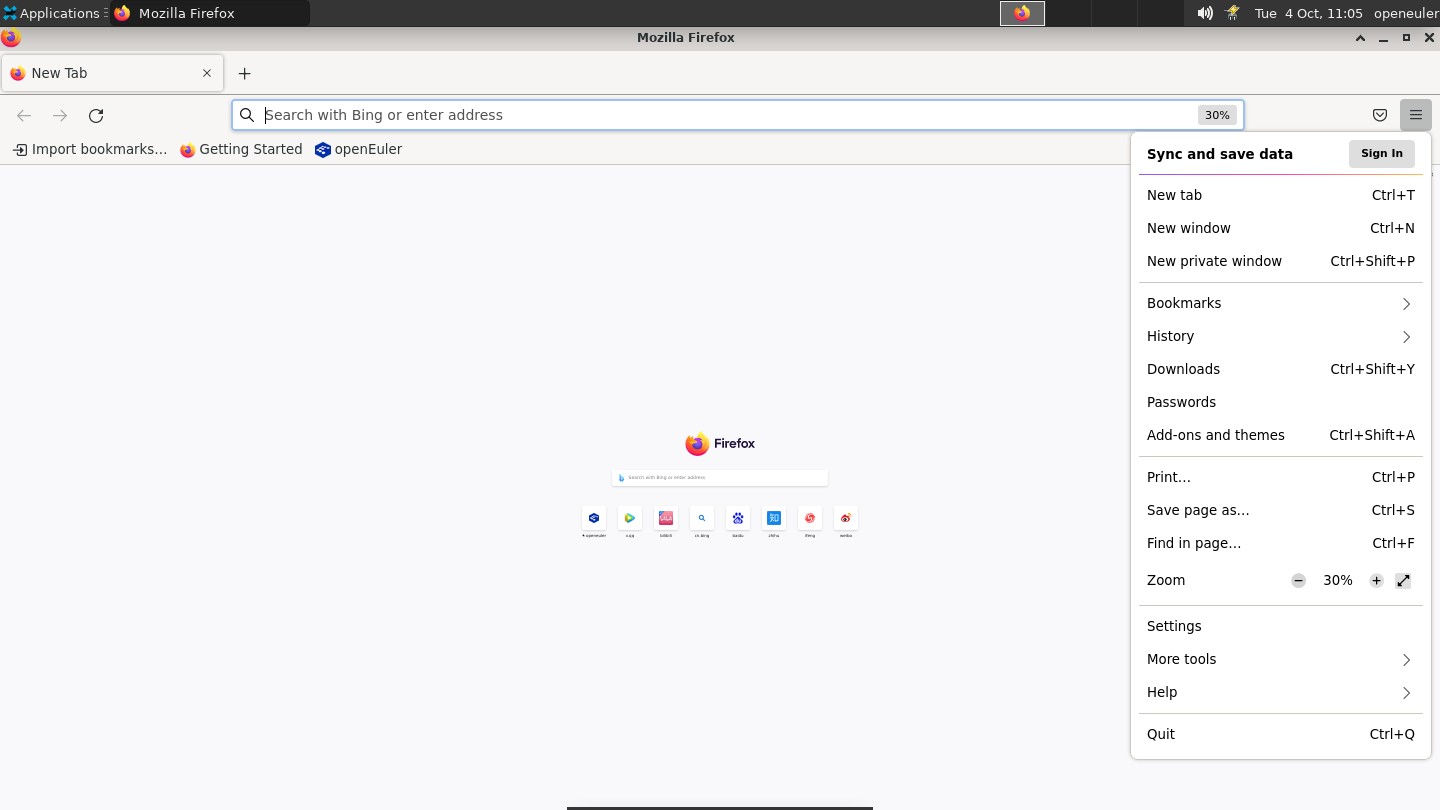 Applications
Mozilla Firefox
Tue 4 Oct, 11:05
openeuler
Mozilla Firefox
New Tab
Search with Bing or enter address
30%
Import bookmarks...
Getting Started
openEuler
Sync and save data
Sign In
New tab Ctrl+T
New window Ctrl+N
New private window Ctrl+Shift+P
Bookmarks
History
Downloads Ctrl+Shift+Y
Passwords
Add-ons and themes Ctrl+Shift+A
Print... Ctrl+P
Save page as... Ctrl+S
Find in page... Ctrl+F
Zoom 30%
Settings
More tools
Help
Quit Ctrl+Q
Firefox
Search with Bing or enter address
知
openeuler
v.qq
bilibili
cn.bing
baidu
zhihu
ifeng
weibo